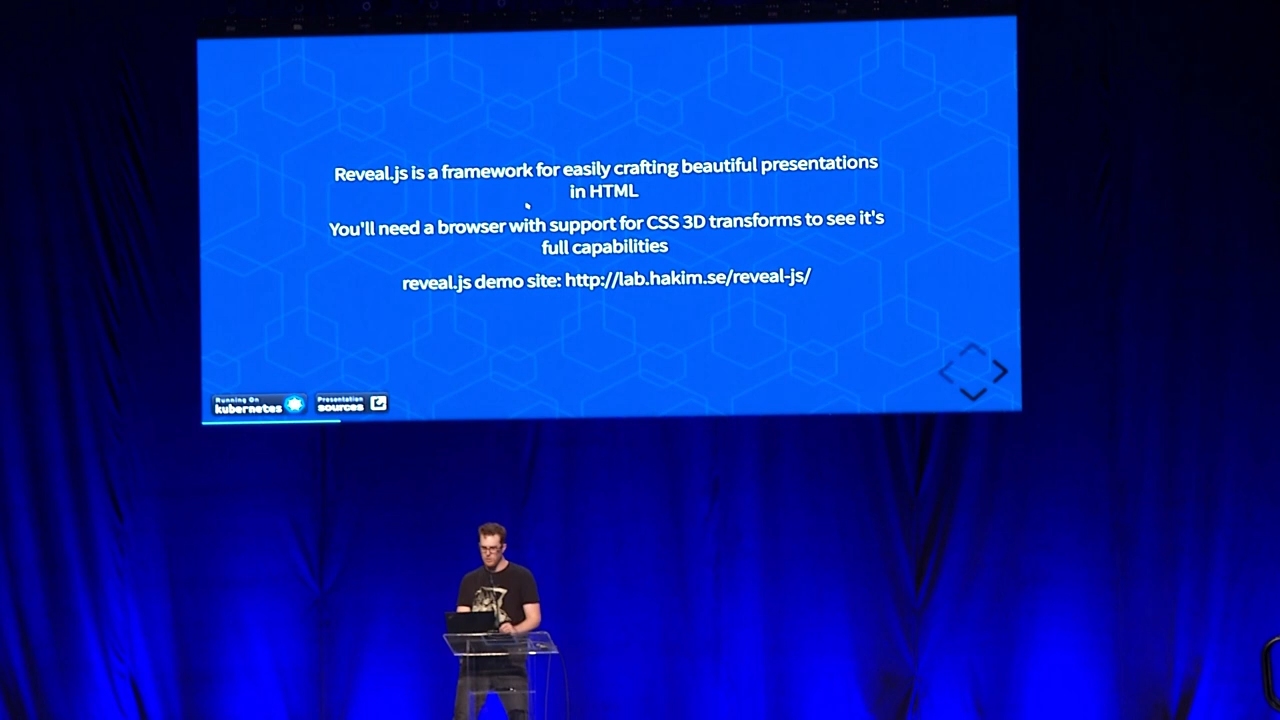 Reveal.js is a framework for easily crafting beautiful presentations
in HTML
You'll need a browser with support for CSS 3D transforms to see it's
full capabilities
reveal.js demo site: http://lab.hakim.se/reveal-js/
Running On
kubernetes
Presentation
sources